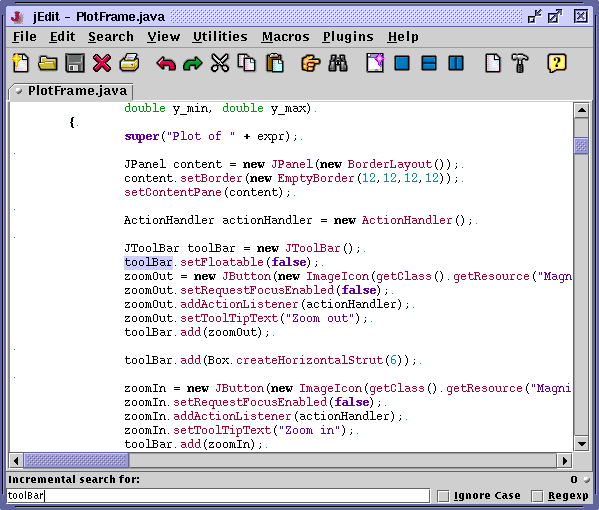 jEdit - PlotFrame.java
File Edit Search View Utilities Macros Plugins Help
PlotFrame.java
double y_min, double y_max).
{.
super("Plot of " + expr);.
.
JPanel content = new JPanel(new BorderLayout());.
content.setBorder(new EmptyBorder(12,12,12,12));.
setContentPane(content);.
.
ActionHandler actionHandler = new ActionHandler();.
.
JToolBar toolBar = new JToolBar();.
toolBar.setFloatable(false);.
zoomOut = new JButton(new ImageIcon(getClass().getResource("Magni
zoomOut.setRequestFocusEnabled(false);.
zoomOut.addActionListener(actionHandler);.
zoomOut.setToolTipText("Zoom out");.
toolBar.add(zoomOut);.
.
toolBar.add(Box.createHorizontalStrut(6));.
.
zoomIn = new JButton(new ImageIcon(getClass().getResource("Magnif
zoomIn.setRequestFocusEnabled(false);.
zoomIn.addActionListener(actionHandler);.
zoomIn.setToolTipText("Zoom in");.
toolBar.add(zoomIn);.
Incremental search for: 0
toolBar Ignore Case Regexp